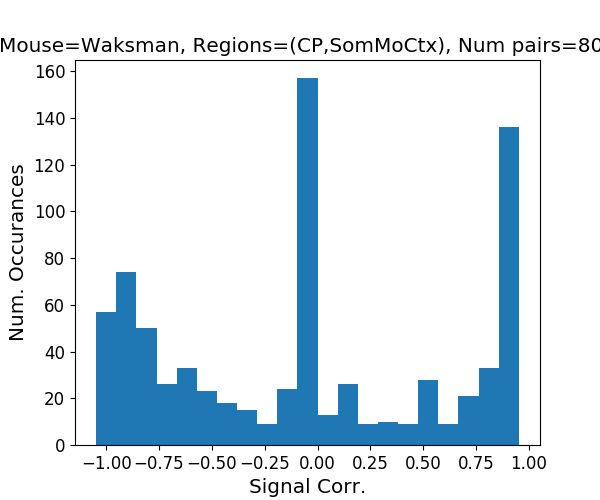 Mouse=Waksman, Regions=(CP,SomMoCtx), Num pairs=80
160
140
120
100
80
60
40
20
0
Num. Occurances
−1.00 −0.75 −0.50 −0.25 0.00 0.25 0.50 0.75 1.00
Signal Corr.